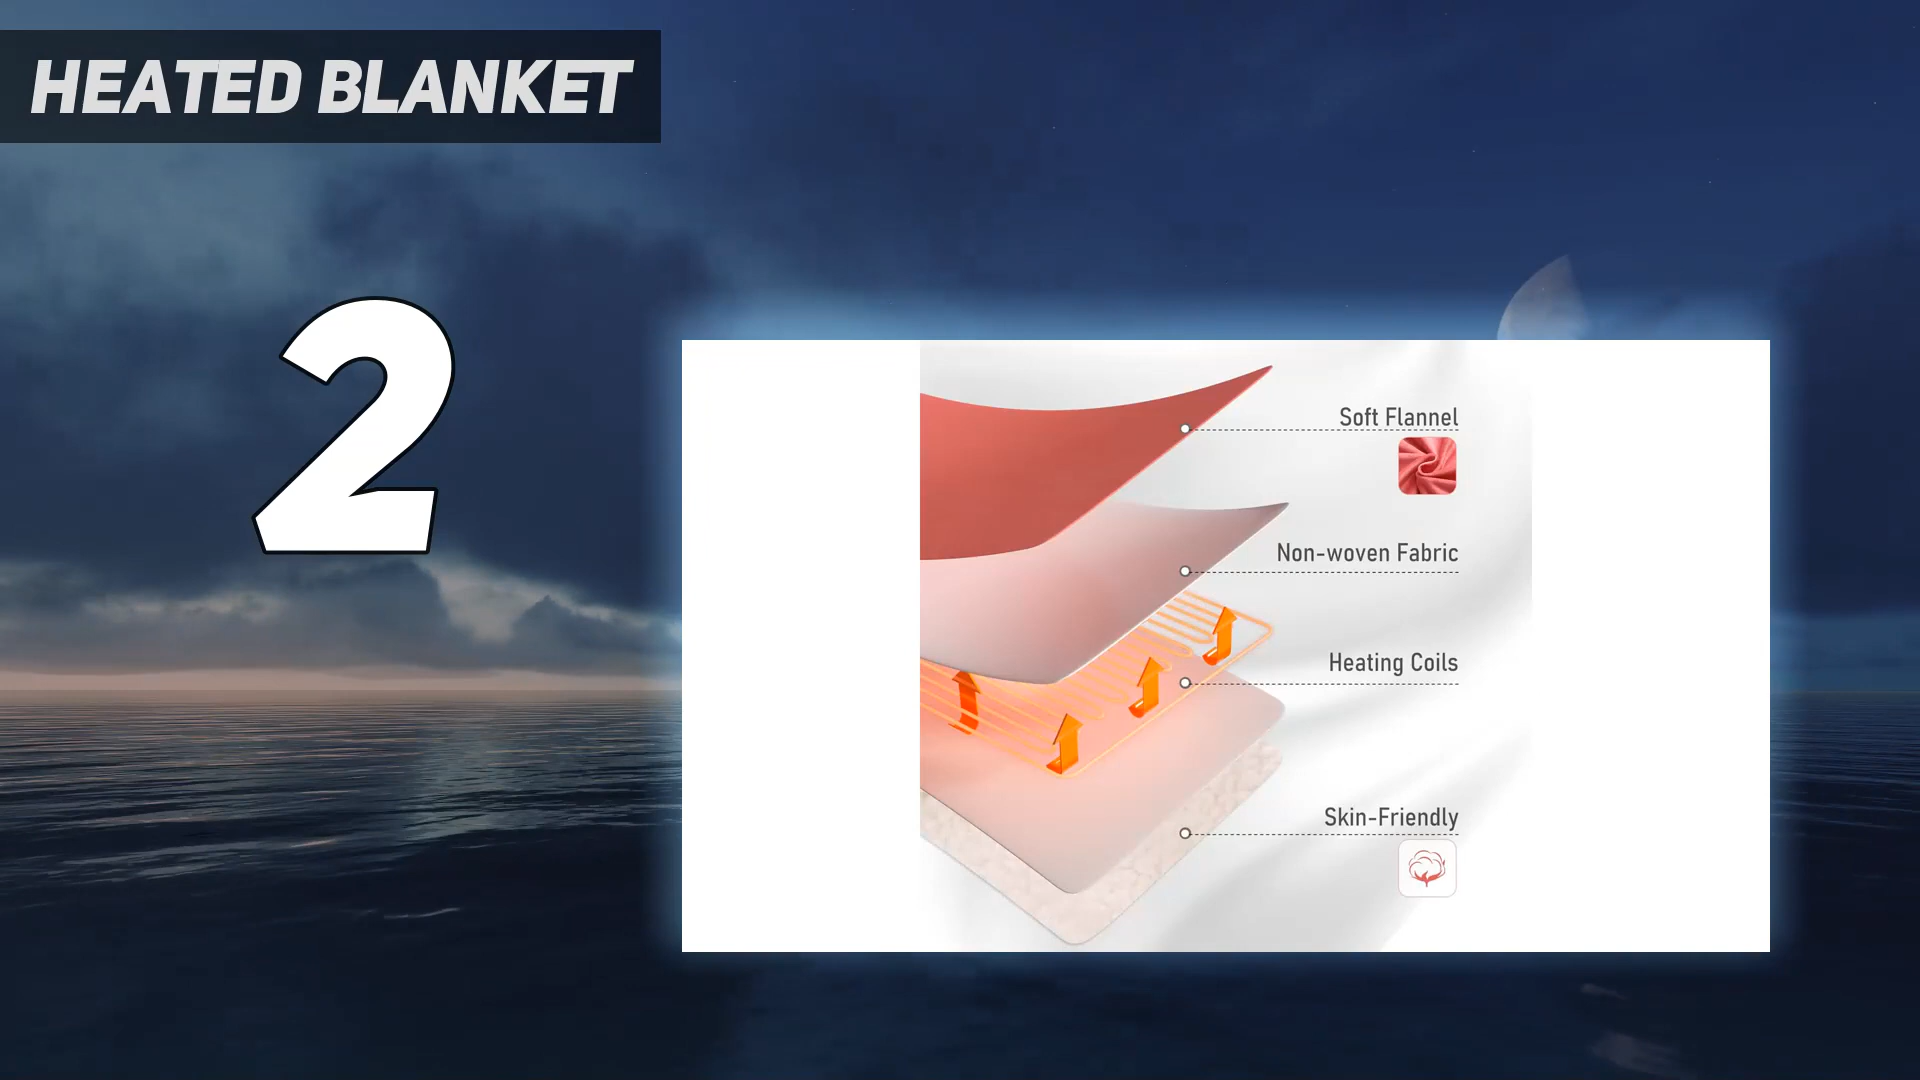 HEATED BLANKET
2
Soft Flannel
Non-woven Fabric
Heating Coils
Skin-Friendly